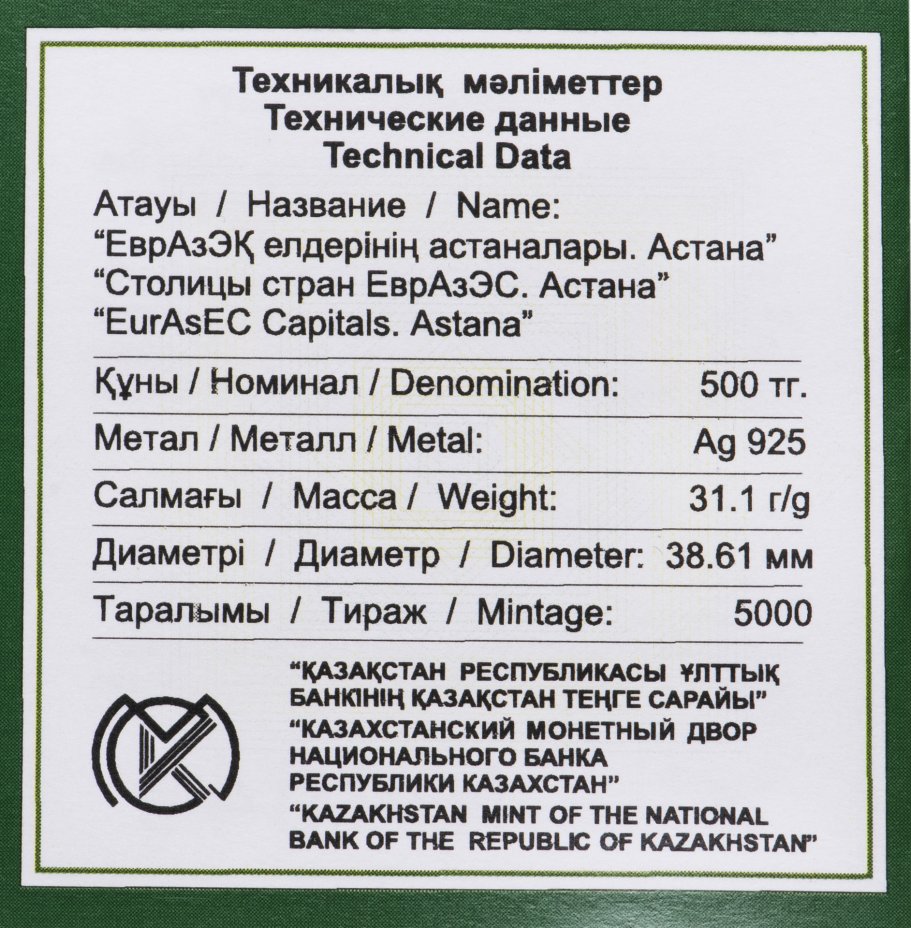 Техникалық мәліметтер
Технические данные
Technical Data
Атауы / Название / Name:
“ЕврАзЭҚ елдерінің астаналары. Астана”
“Столицы стран ЕврАзЭС. Астана”
“EurAsEC Capitals. Astana”
Құны / Номинал / Denomination: 500 тг.
Метал / Металл / Metal: Ag 925
Салмағы / Масса / Weight: 31.1 г/g
Диаметрі / Диаметр / Diameter: 38.61 мм
Таралымы / Тираж / Mintage: 5000
“ҚАЗАҚСТАН РЕСПУБЛИКАСЫ ҰЛТТЫҚ
БАНКІНІҢ ҚАЗАҚСТАН ТЕҢГЕ САРАЙЫ”
“КАЗАХСТАНСКИЙ МОНЕТНЫЙ ДВОР
НАЦИОНАЛЬНОГО БАНКА
РЕСПУБЛИКИ КАЗАХСТАН”
“KAZAKHSTAN MINT OF THE NATIONAL
BANK OF THE REPUBLIC OF KAZAKHSTAN”